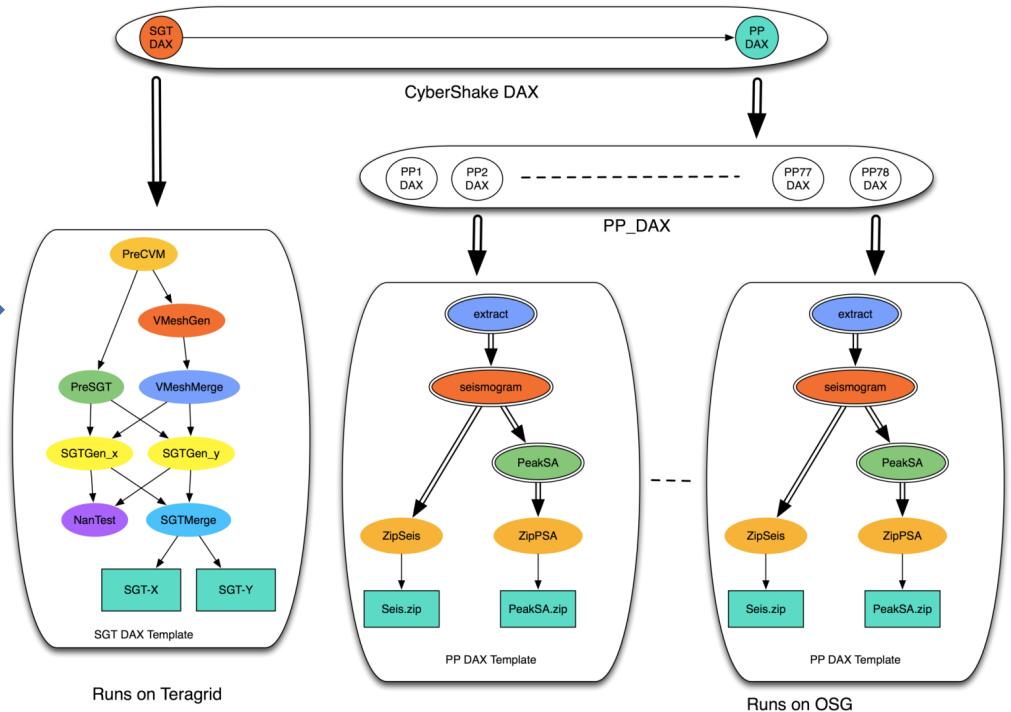 SGT
DAX
PP
DAX
CyberShake DAX
PP1
DAX
PP2
DAX
PP77
DAX
PP78
DAX
PP_DAX
PreCVM
VMeshGen
PreSGT
VMeshMerge
SGTGen_x
SGTGen_y
NanTest
SGTMerge
SGT-X
SGT-Y
SGT DAX Template
Runs on Teragrid
extract
seismogram
PeakSA
ZipSeis
ZipPSA
Seis.zip
PeakSA.zip
PP DAX Template
extract
seismogram
PeakSA
ZipSeis
ZipPSA
Seis.zip
PeakSA.zip
PP DAX Template
Runs on OSG